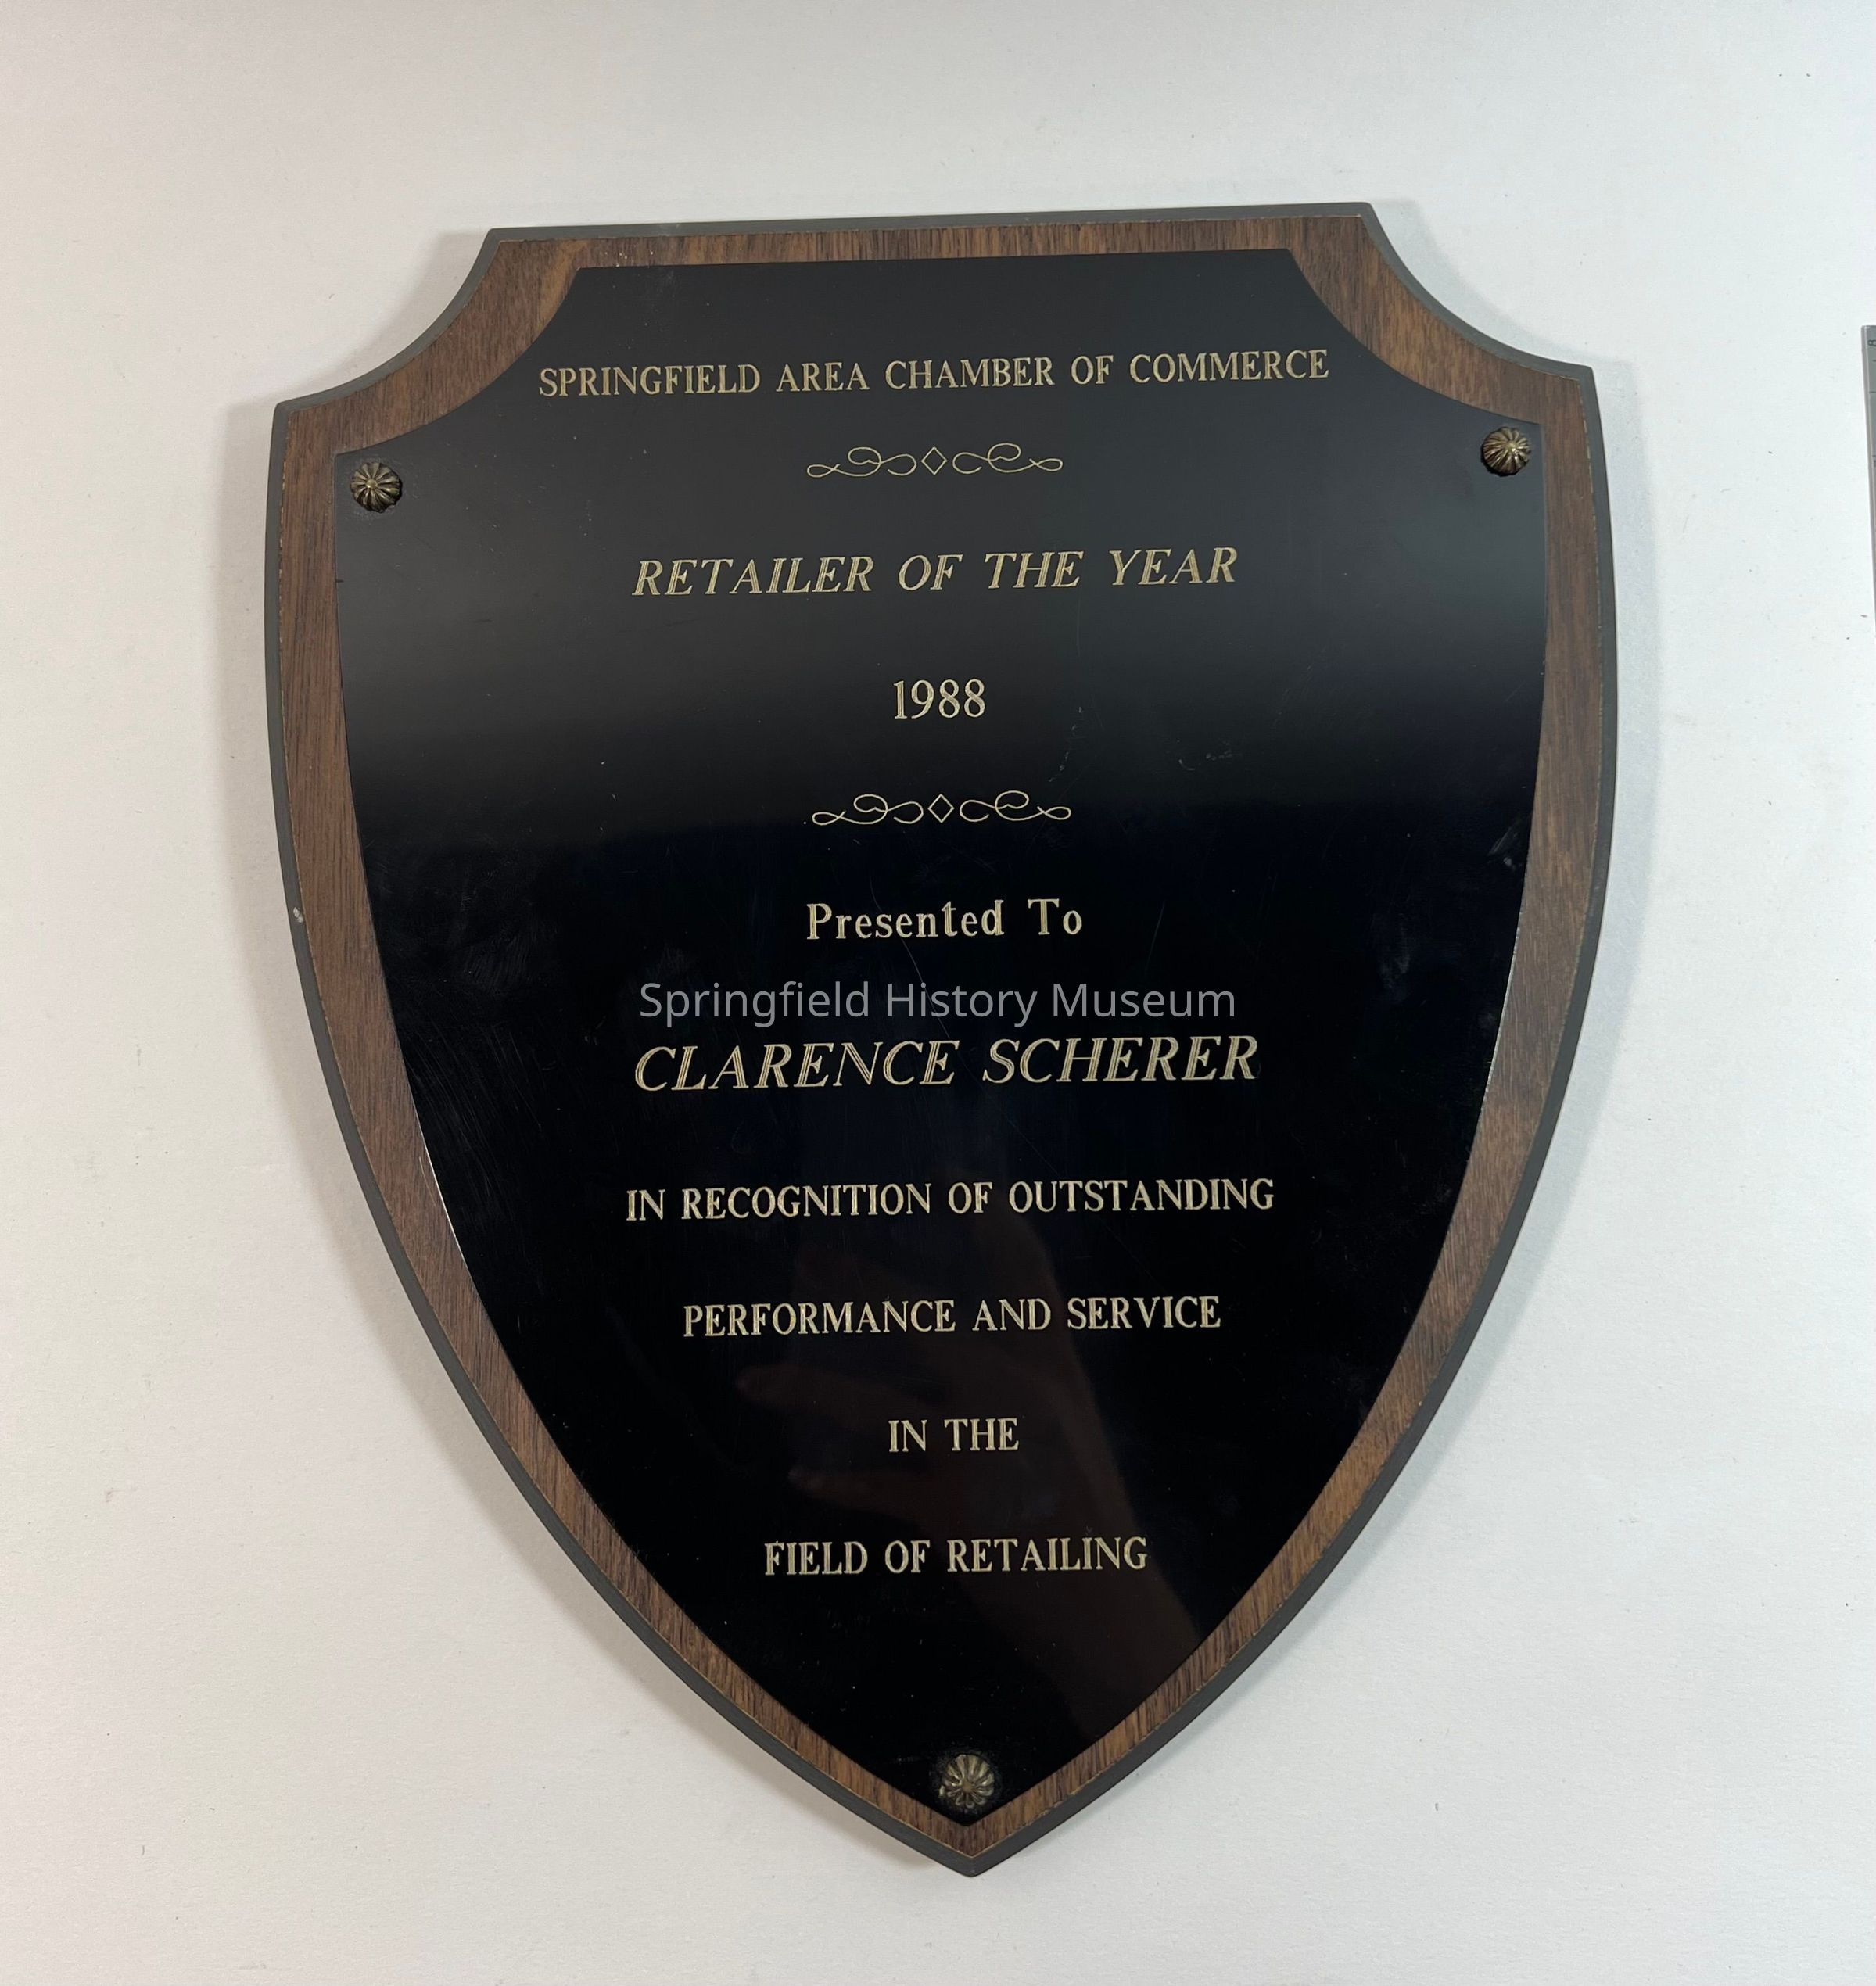 SPRINGFIELD AREA CHAMBER OF COMMERCE
RETAILER OF THE YEAR
1988
Presented To
Springfield History Museum
CLARENCE SCHERER
IN RECOGNITION OF OUTSTANDING
PERFORMANCE AND SERVICE
IN THE
FIELD OF RETAILING